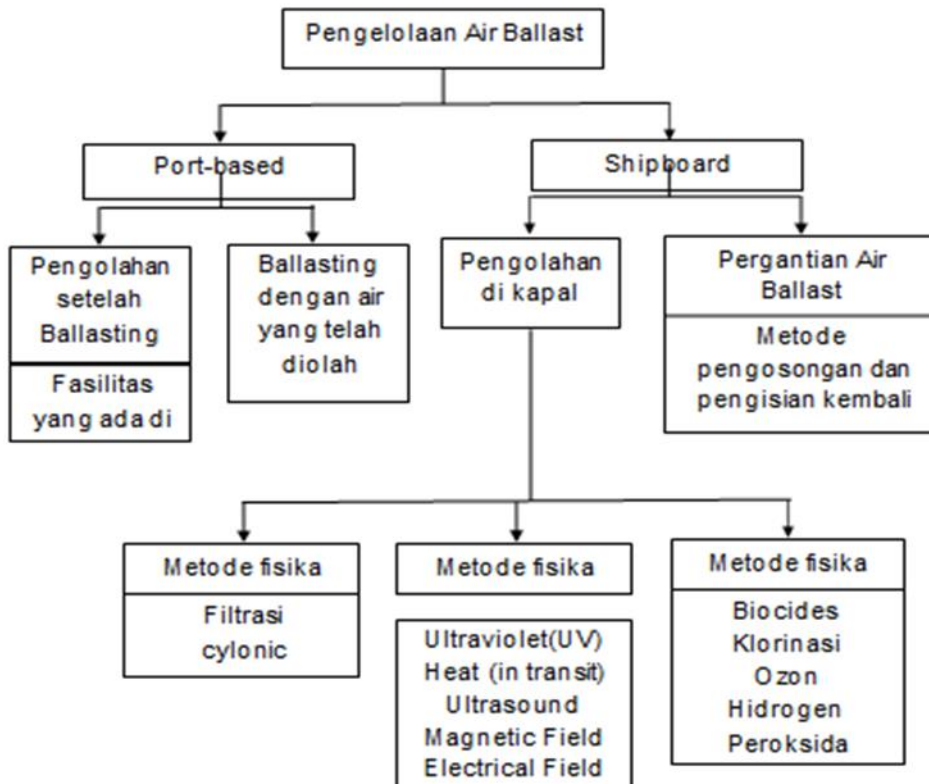 Pengelolaan Air Ballast
Port-based
Shipboard
Pengolahan
setelah
Ballasting
Fasilitas
yang ada di
Ballasting
dengan air
yang telah
diolah
Pengolahan
di kapal
Pergantian Air
Ballast
Metode
pengosongan dan
pengisian kembali
Metode fisika
Filtrasi
cylonic
Metode fisika
Ultraviolet(UV)
Heat (in transit)
Ultrasound
Magnetic Field
Electrical Field
Metode fisika
Biocides
Klorinasi
Ozon
Hidrogen
Peroksida